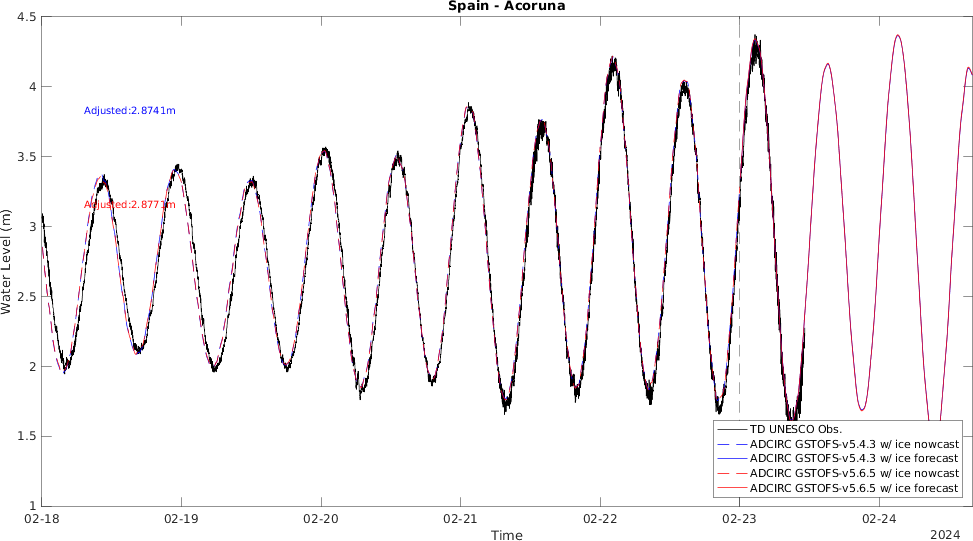 Spain - Acoruna
4.5
4
3.5
3
2.5
2
1.5
1
Water Level (m)
Adjusted:2.8741m
Adjusted:2.8771m
TD UNESCO Obs.
ADCIRC GSTOFS-v5.4.3 w/ ice nowcast
ADCIRC GSTOFS-v5.4.3 w/ ice forecast
ADCIRC GSTOFS-v5.6.5 w/ ice nowcast
ADCIRC GSTOFS-v5.6.5 w/ ice forecast
02-18 02-19 02-20 02-21 02-22 02-23 02-24
Time
2024